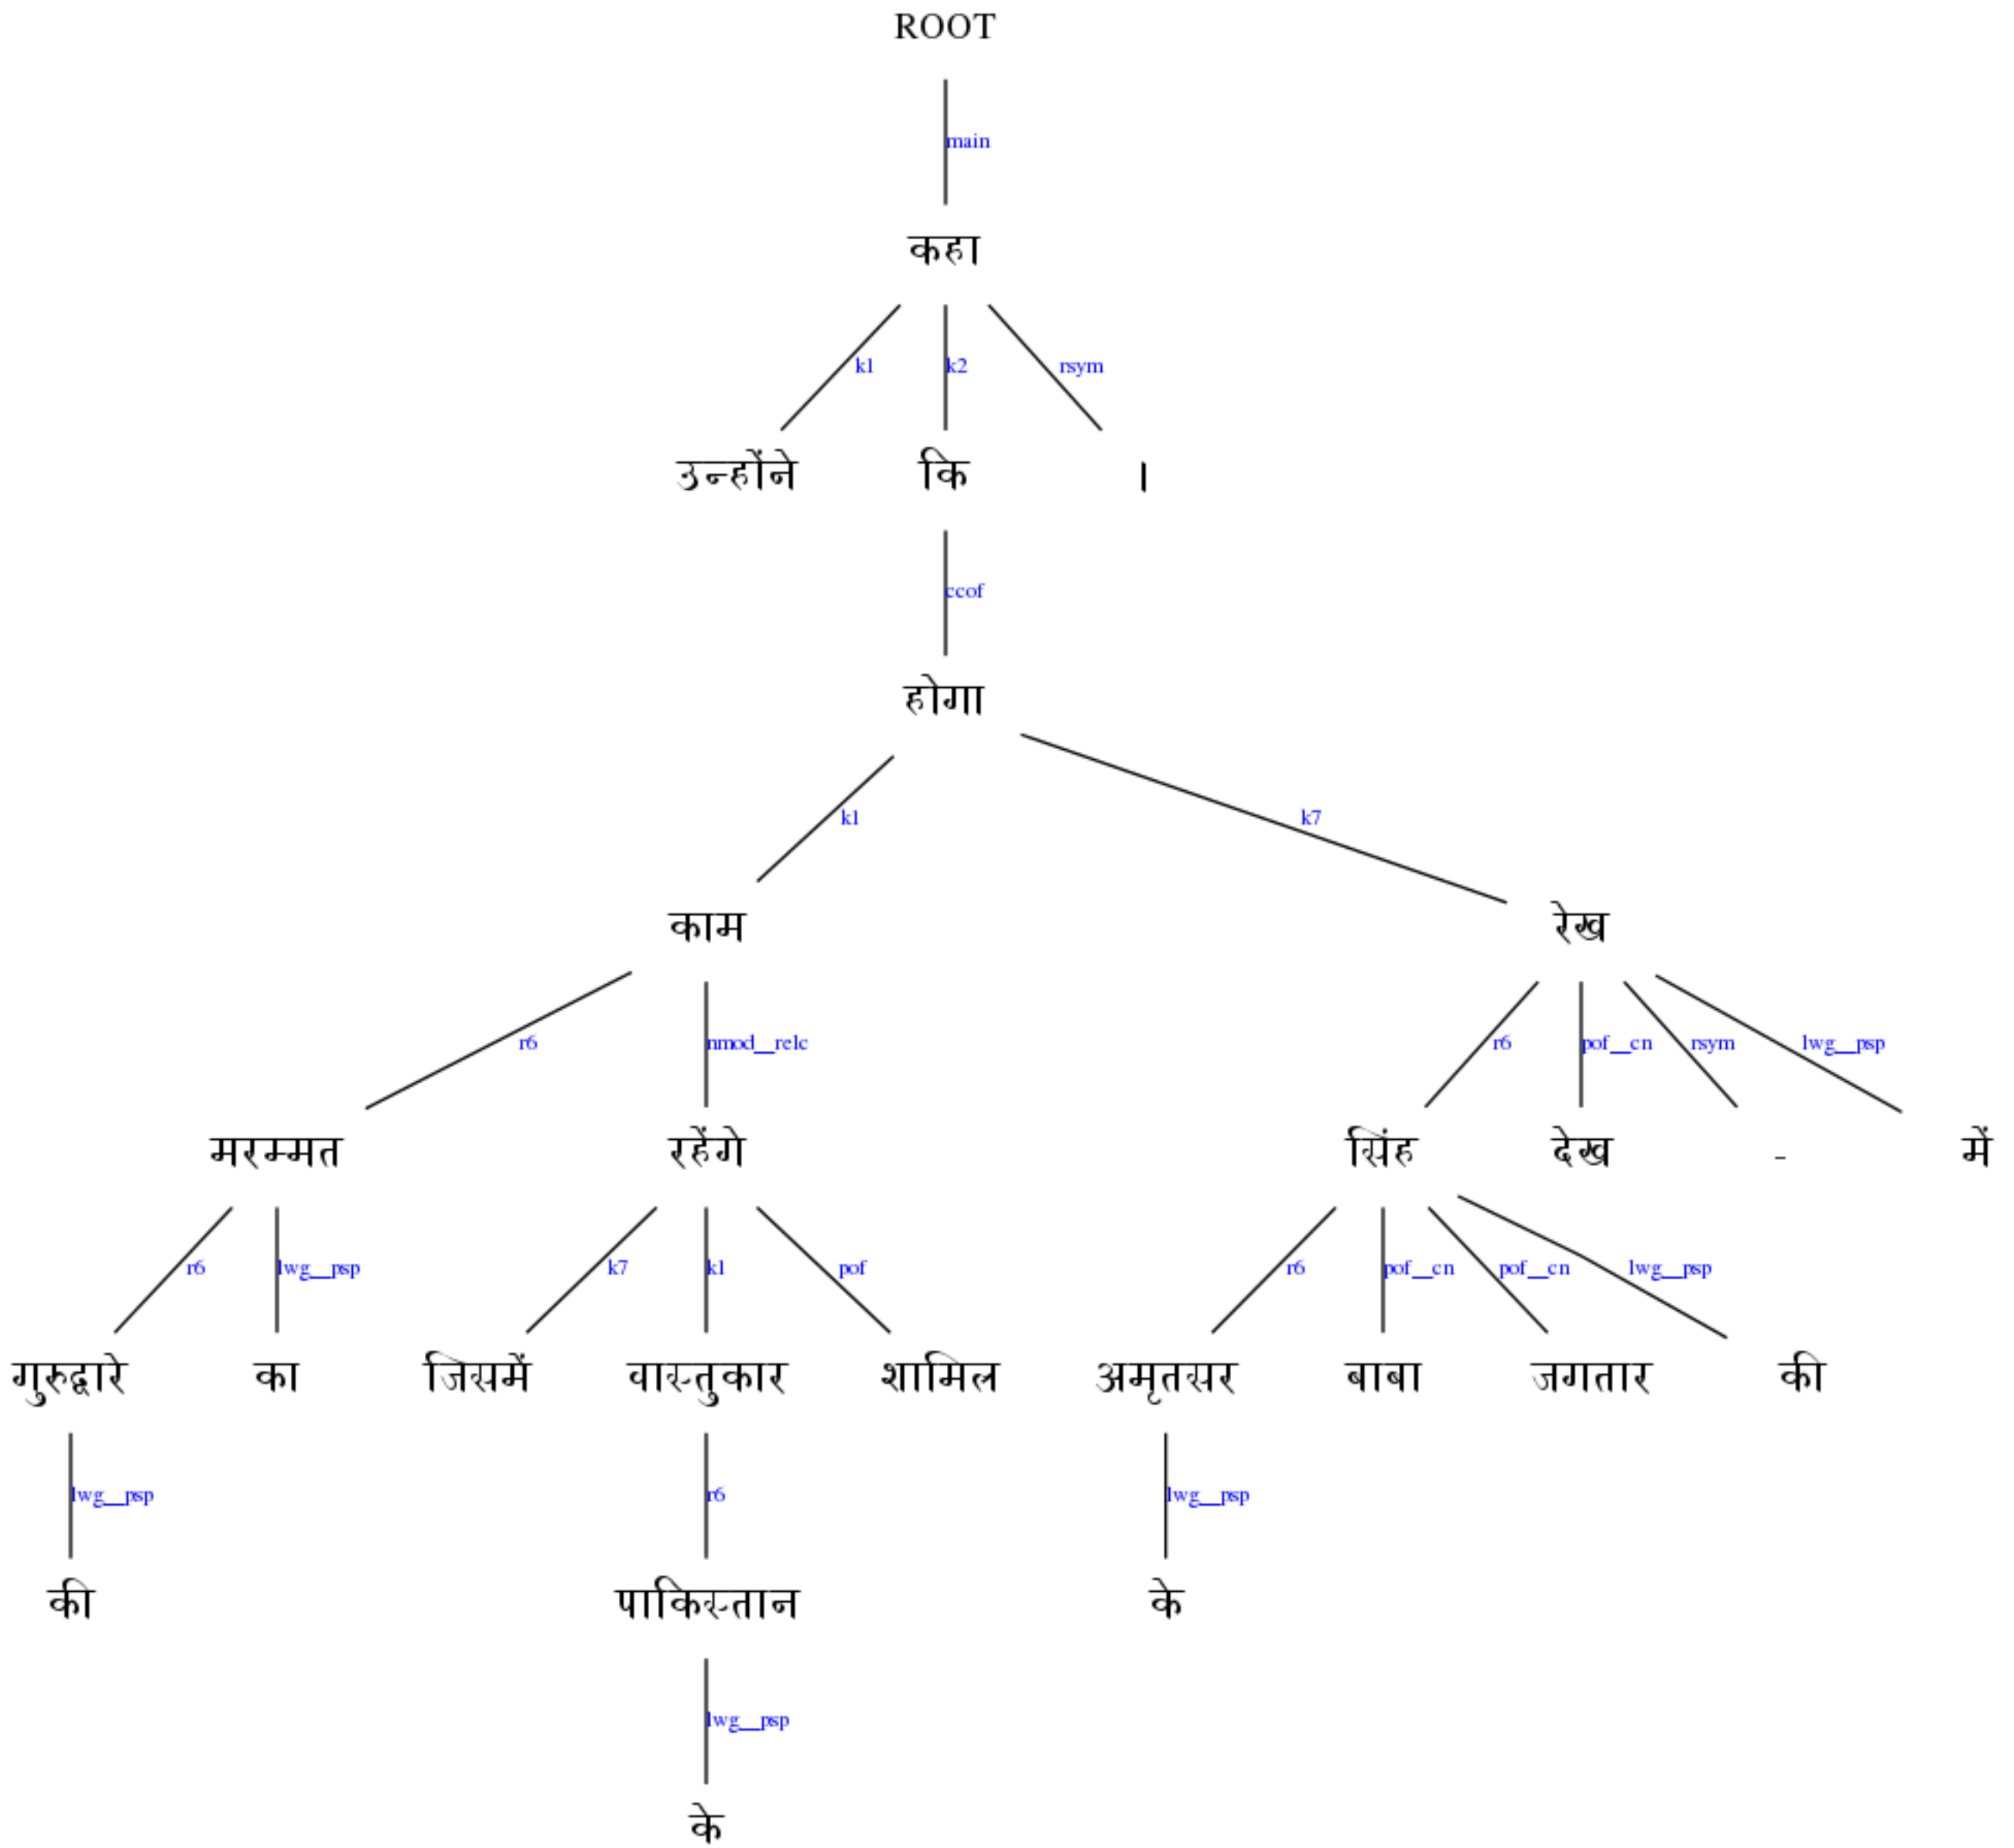 ROOT
main
कहा
k1 k2 rsym
उन्होंने कि ।
ccof
होगा
k1 k7
काम रेख
r6 nmod__relc r6 pof__cn rsym lwg__psp
मरम्मत रहेंगे सिंह देख - में
r6 lwg__psp k7 k1 pof r6 pof__cn pof__cn lwg__psp
गुरुद्वारे का जिसमें वास्तुकार शामिल अमृतसर बाबा जगतार की
lwg__psp r6 lwg__psp
की पाकिस्तान के
lwg__psp
के